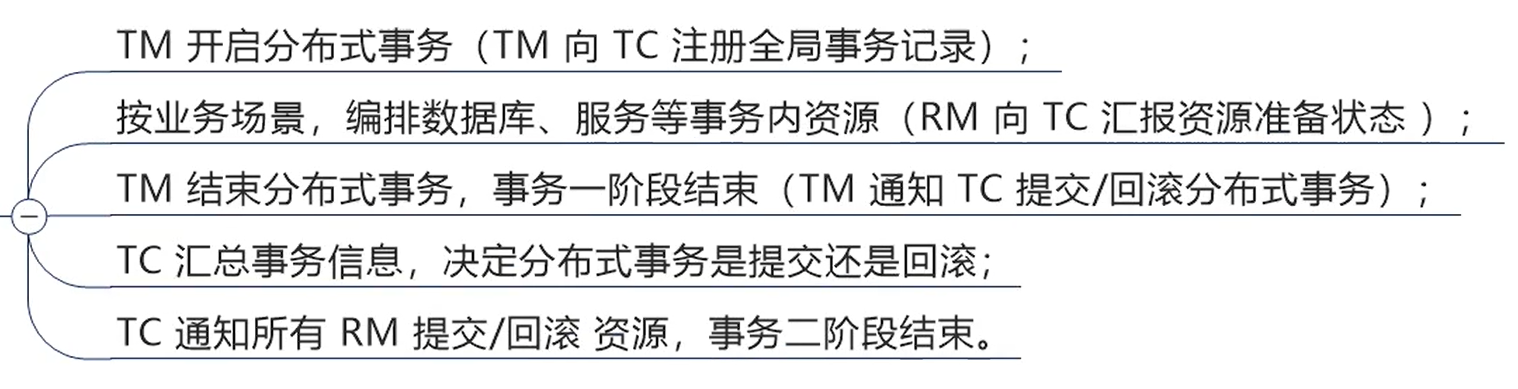 TM 开启分布式事务（TM 向 TC 注册全局事务记录）；
按业务场景，编排数据库、服务等事务内资源（RM 向 TC 汇报资源准备状态 ）；
TM 结束分布式事务，事务一阶段结束（TM 通知 TC 提交/回滚分布式事务）；
TC 汇总事务信息，决定分布式事务是提交还是回滚；
TC 通知所有 RM 提交/回滚 资源，事务二阶段结束。